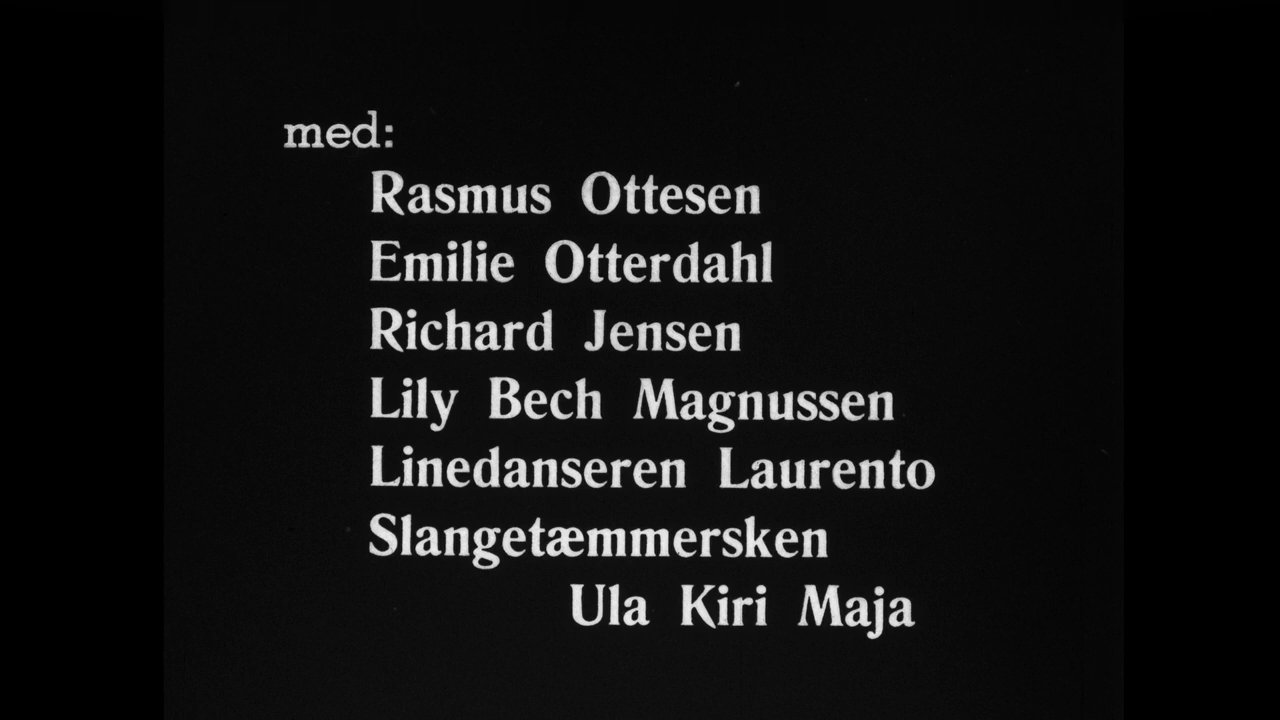 med:
Rasmus Ottesen
Emilie Otterdahl
Richard Jensen
Lily Bech Magnussen
Linedanseren Laurento
Slangetæmmersken
Ula Kiri Maja